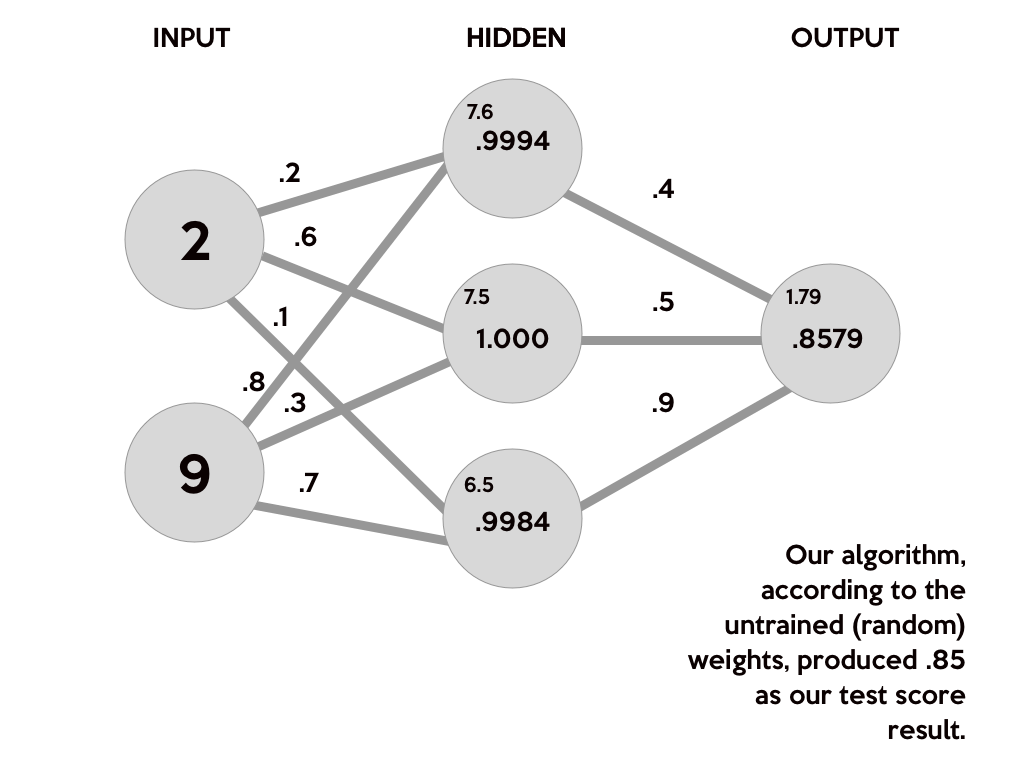 INPUT
HIDDEN
OUTPUT
7.6
.9994
.2
.4
2
.6
7.5
1.000
.5
1.79
.8579
.1
.8
.3
.9
9
.7
6.5
.9984
Our algorithm,
according to the
untrained (random)
weights, produced .85
as our test score
result.